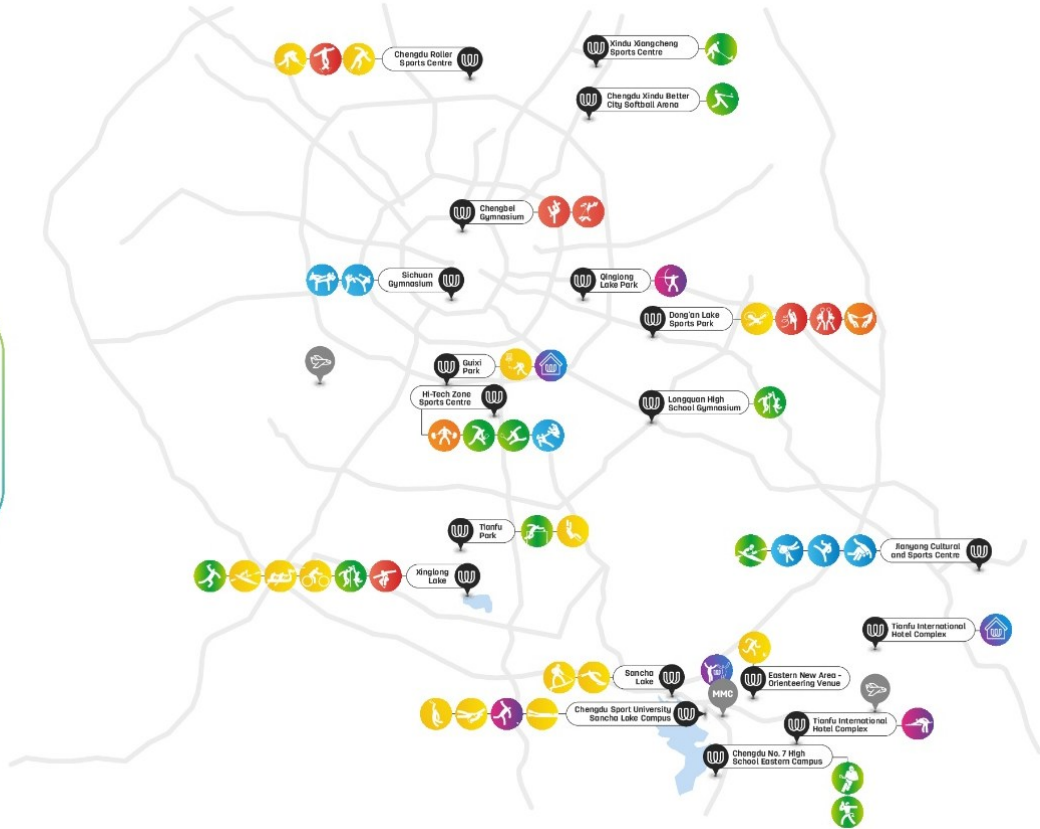 Chengdu Roller
Sports Centre
Xindu Xiangcheng
Sports Centre
Chengdu Xindu Better
City Softball Arena
Chengbei
Gymnasium
Sichuan
Gymnasium
Qinglong
Lake Park
Dong'an Lake
Sports Park
Guixi
Park
Hi-Tech Zone
Sports Centre
Longquan High
School Gymnasium
Tianfu
Park
Jianyang Cultural
and Sports Centre
Xinglong
Lake
Tianfu International
Hotel Complex
Sancha
Lake
MMC
Eastern New Area -
Orienteering Venue
Chengdu Sport University
Sancha Lake Campus
Tianfu International
Hotel Complex
Chengdu No. 7 High
School Eastern Campus